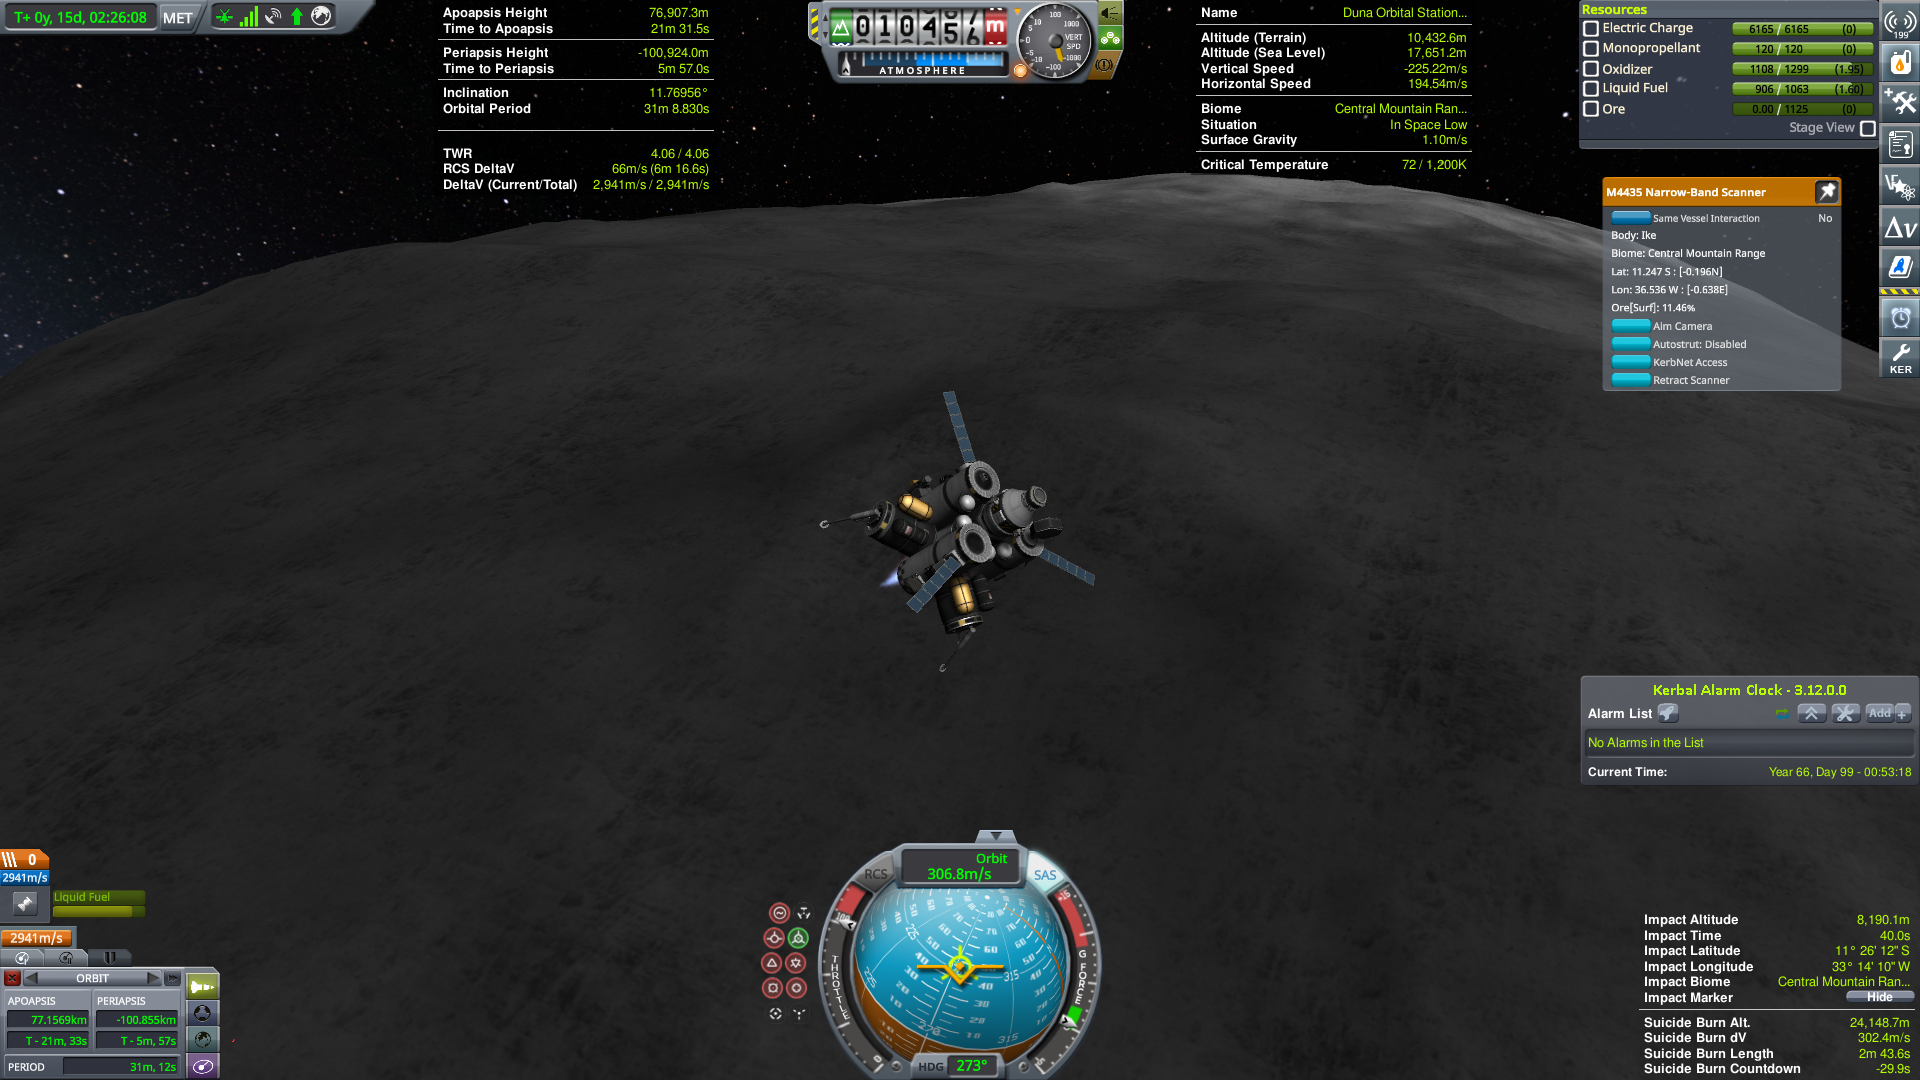 T+ 0y, 15d, 02:26:08 MET
Apoapsis Height 76,907.3m
Time to Apoapsis 21m 31.5s
Periapsis Height -100,924.0m
Time to Periapsis 5m 57.0s
Inclination 11.76956°
Orbital Period 31m 8.830s
TWR 4.06 / 4.06
RCS DeltaV 66m/s (6m 16.6s)
DeltaV (Current/Total) 2,941m/s / 2,941m/s
m
ATMOSPHERE
VERT
SPD
Name Duna Orbital Station...
Altitude (Terrain) 10,432.6m
Altitude (Sea Level) 17,651.2m
Vertical Speed -225.22m/s
Horizontal Speed 194.54m/s
Biome Central Mountain Ran...
Situation In Space Low
Surface Gravity 1.10m/s
Critical Temperature 72 / 1,200K
Resources
Electric Charge 6165 / 6165 (0)
Monopropellant 120 / 120 (0)
Oxidizer 1108 / 1299 (1.95)
Liquid Fuel 906 / 1063 (1.60)
Ore 0.00 / 1125 (0)
Stage View
199
Δv
KER
M4435 Narrow-Band Scanner
Same Vessel Interaction No
Body: Ike
Biome: Central Mountain Range
Lat: 11.247 S : [-0.196N]
Lon: 36.536 W : [-0.638E]
Ore[Surf]: 11.46%
Aim Camera
Autostrut: Disabled
KerbNet Access
Retract Scanner
Kerbal Alarm Clock - 3.12.0.0
Alarm List Add +
No Alarms in the List
Current Time: Year 66, Day 99 - 00:53:18
0
2941m/s
Liquid Fuel
2941m/s
ORBIT
APOAPSIS PERIAPSIS
77.1569km -100.855km
T - 21m, 33s T - 5m, 57s
PERIOD 31m, 12s
Orbit
306.8m/s
RCS SAS
THROTTLE
G FORCE
HDG 273°
Impact Altitude 8,190.1m
Impact Time 40.0s
Impact Latitude 11° 26' 12" S
Impact Longitude 33° 14' 10" W
Impact Biome Central Mountain Ran...
Impact Marker Hide
Suicide Burn Alt. 24,148.7m
Suicide Burn dV 302.4m/s
Suicide Burn Length 2m 43.6s
Suicide Burn Countdown -29.9s